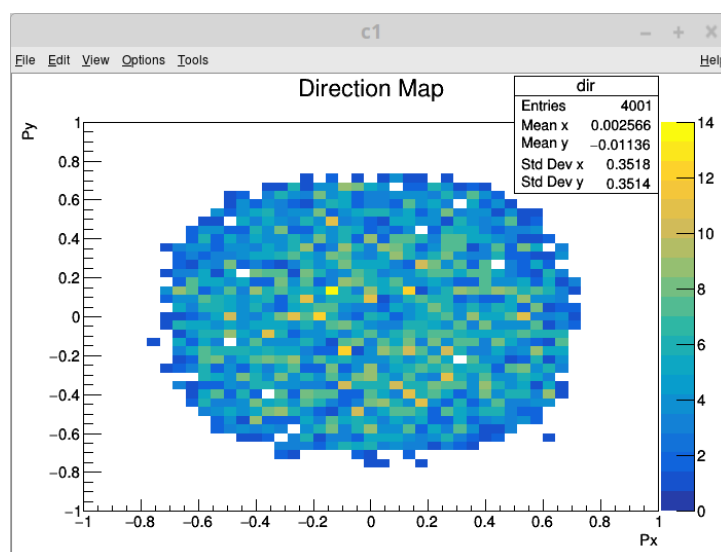 c1
File Edit View Options Tools Help
Direction Map
dir
Entries 4001
Mean x 0.002566
Mean y −0.01136
Std Dev x 0.3518
Std Dev y 0.3514
Py
1
0.8
0.6
0.4
0.2
0
−0.2
−0.4
−0.6
−0.8
−1
−1 −0.8 −0.6 −0.4 −0.2 0 0.2 0.4 0.6 0.8 1
Px
14
12
10
8
6
4
2
0